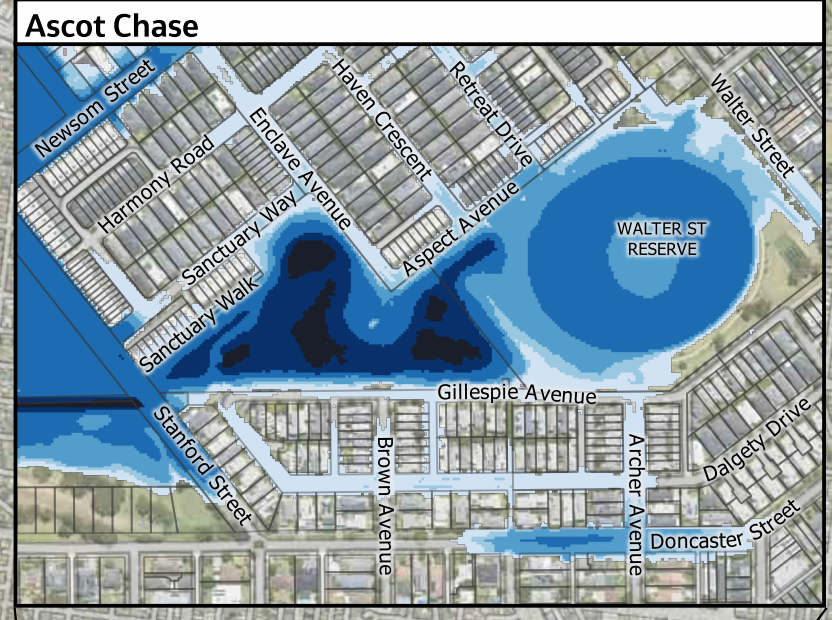 Ascot Chase
Newsom Street
Harmony Road
Enclave Avenue
Haven Crescent
Retreat Drive
Walter Street
Sanctuary Way
Sanctuary Walk
Aspect Avenue
WALTER ST
RESERVE
Gillespie Avenue
Stanford Street
Brown Avenue
Archer Avenue
Dalgety Drive
Doncaster Street